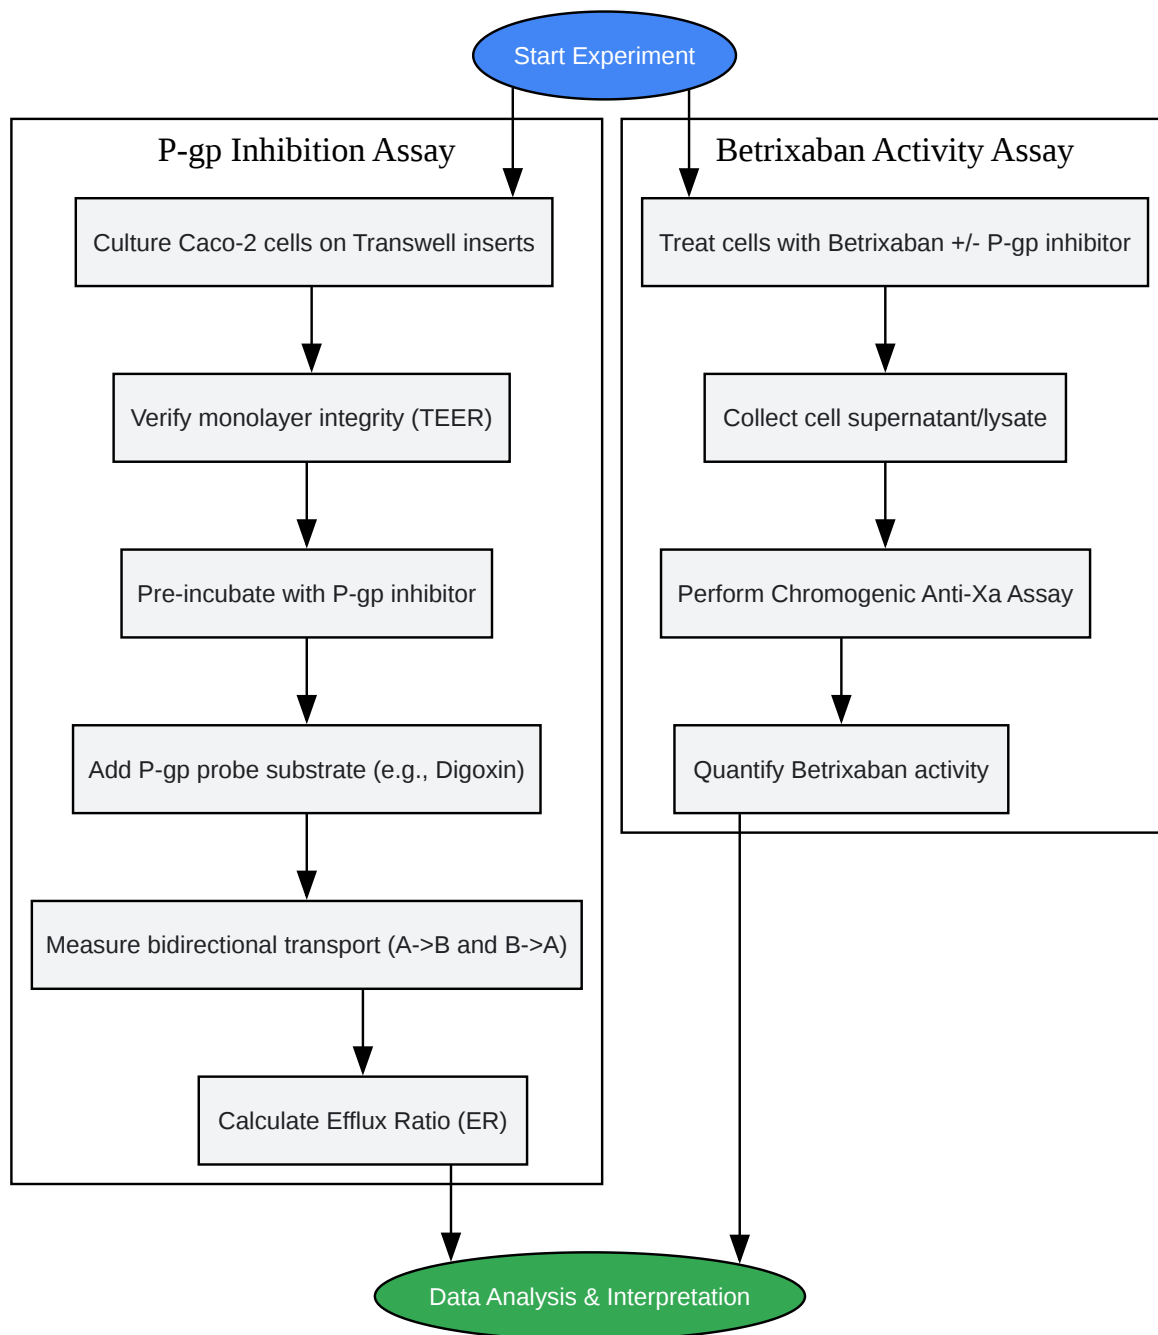 Start Experiment
P-gp Inhibition Assay
Culture Caco-2 cells on Transwell inserts
Verify monolayer integrity (TEER)
Pre-incubate with P-gp inhibitor
Add P-gp probe substrate (e.g., Digoxin)
Measure bidirectional transport (A->B and B->A)
Calculate Efflux Ratio (ER)
Betrixaban Activity Assay
Treat cells with Betrixaban +/- P-gp inhibitor
Collect cell supernatant/lysate
Perform Chromogenic Anti-Xa Assay
Quantify Betrixaban activity
Data Analysis & Interpretation